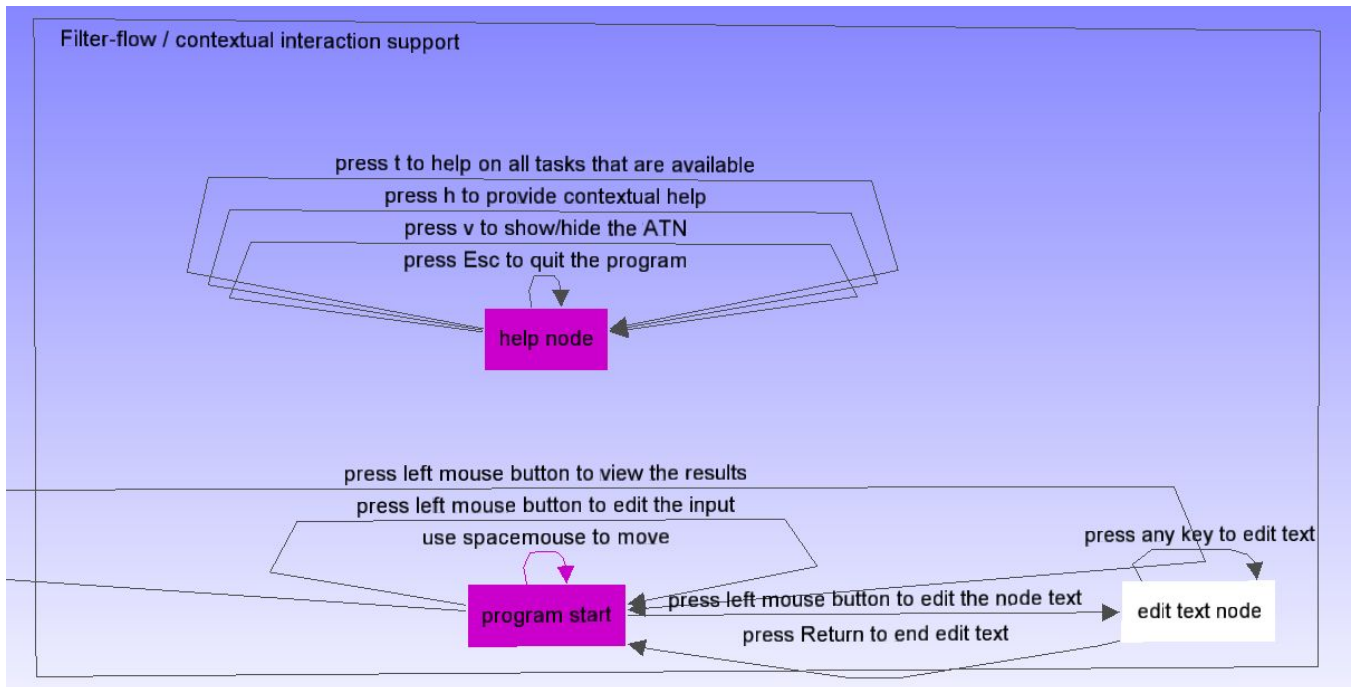 Filter-flow / contextual interaction support
press t to help on all tasks that are available
press h to provide contextual help
press v to show/hide the ATN
press Esc to quit the program
help node
press left mouse button to view the results
press left mouse button to edit the input
use spacemouse to move
press any key to edit text
program start
press left mouse button to edit the node text
edit text node
press Return to end edit text